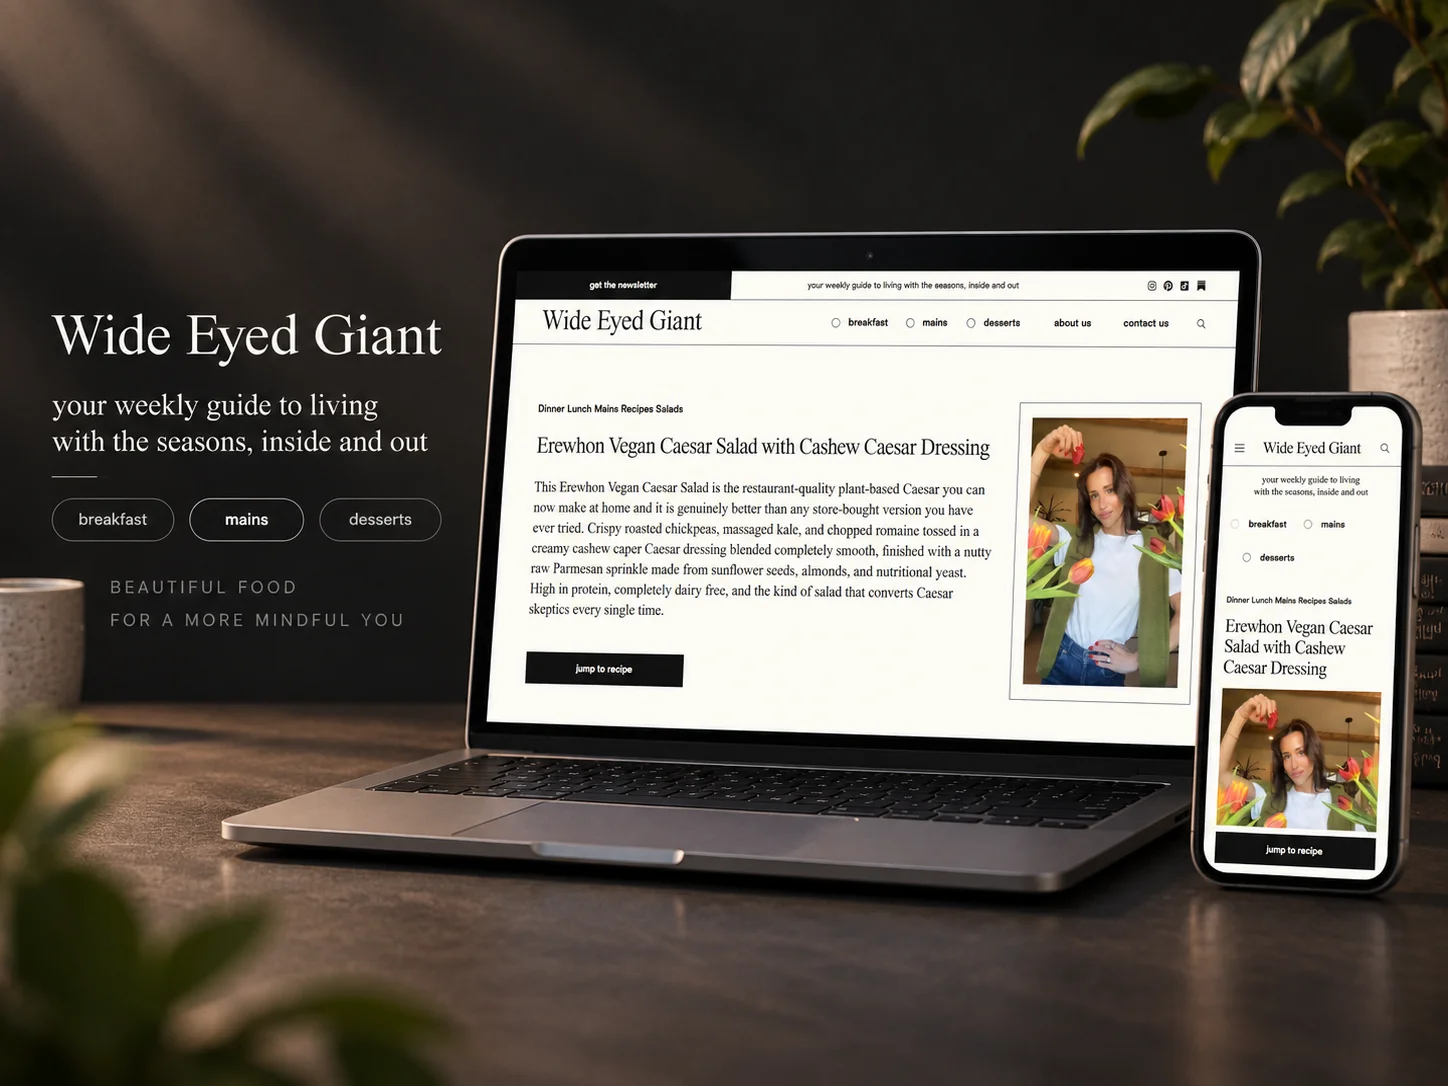 Wide Eyed Giant
your weekly guide to living
with the seasons, inside and out
breakfast
mains
desserts
BEAUTIFUL FOOD
FOR A MORE MINDFUL YOU
get the newsletter
your weekly guide to living with the seasons, inside and out
Wide Eyed Giant
breakfast
mains
desserts
about us
contact us
Dinner Lunch Mains Recipes Salads
Erewhon Vegan Caesar Salad with Cashew Caesar Dressing
This Erewhon Vegan Caesar Salad is the restaurant-quality plant-based Caesar you can
now make at home and it is genuinely better than any store-bought version you have
ever tried. Crispy roasted chickpeas, massaged kale, and chopped romaine tossed in a
creamy cashew caper Caesar dressing blended completely smooth, finished with a nutty
raw Parmesan sprinkle made from sunflower seeds, almonds, and nutritional yeast.
High in protein, completely dairy free, and the kind of salad that converts Caesar
skeptics every single time.
jump to recipe
Wide Eyed Giant
your weekly guide to living
with the seasons, inside and out
breakfast
mains
desserts
Dinner Lunch Mains Recipes Salads
Erewhon Vegan Caesar
Salad with Cashew
Caesar Dressing
jump to recipe